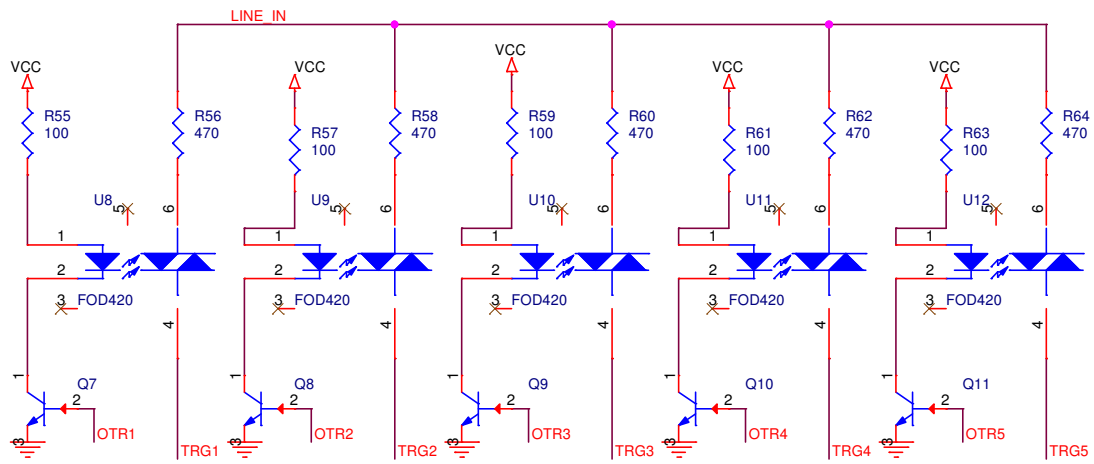 LINE_IN
VCC
VCC
VCC
VCC
VCC
R55
100
R56
470
R57
100
R58
470
R59
100
R60
470
R61
100
R62
470
R63
100
R64
470
U8
5
6
U9
5
6
U10
5
6
U11
5
6
U12
5
6
1
1
1
1
1
2
2
2
2
2
3
FOD420
3
FOD420
3
FOD420
3
FOD420
3
FOD420
4
4
4
4
4
1
Q7
2
3
OTR1
TRG1
1
Q8
2
3
OTR2
TRG2
1
Q9
2
3
OTR3
TRG3
1
Q10
2
3
OTR4
TRG4
1
Q11
2
3
OTR5
TRG5